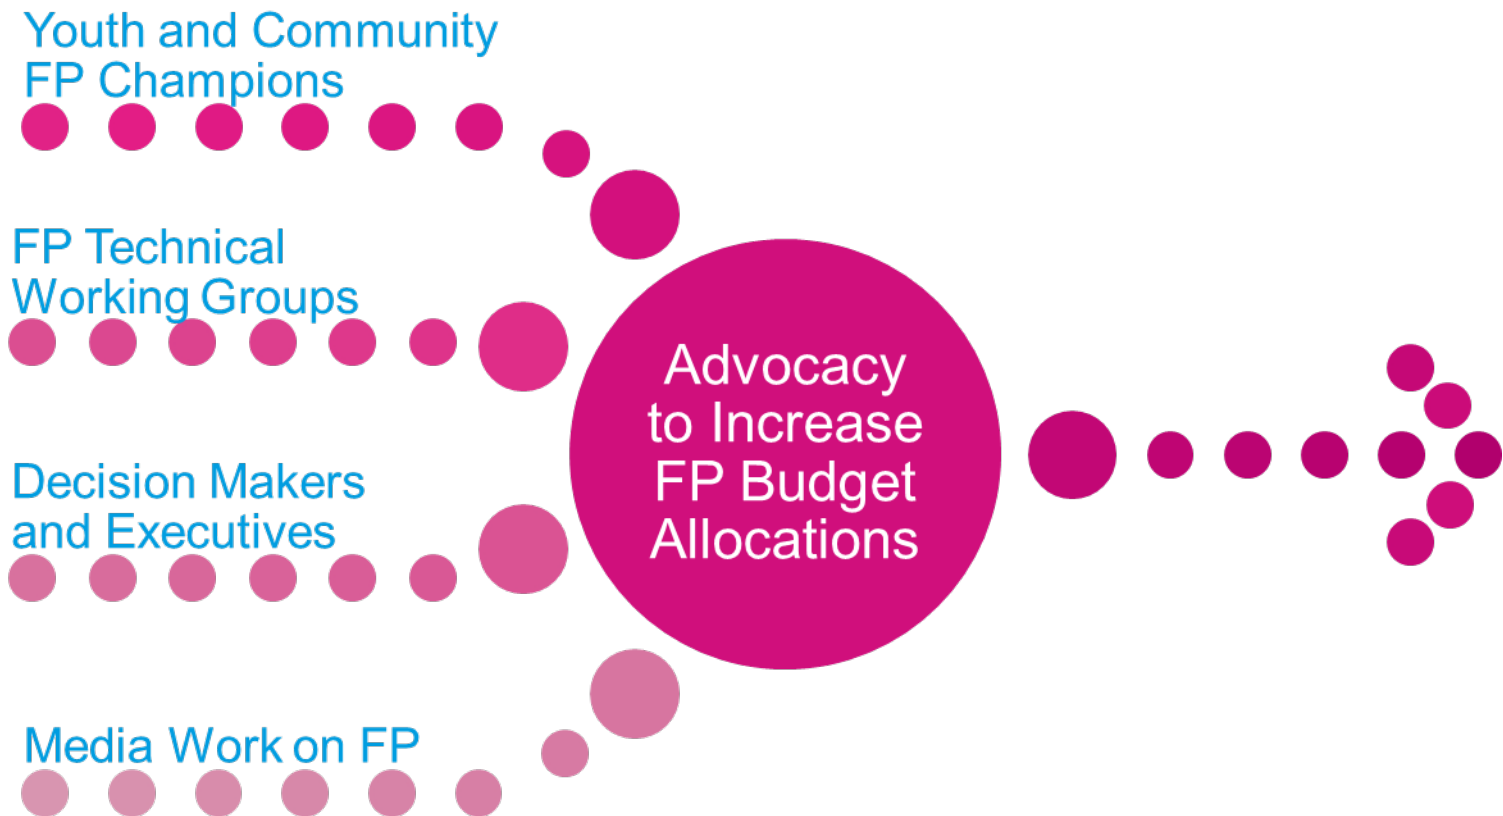 Youth and Community
FP Champions
FP Technical
Working Groups
Decision Makers
and Executives
Media Work on FP
Advocacy
to Increase
FP Budget
Allocations